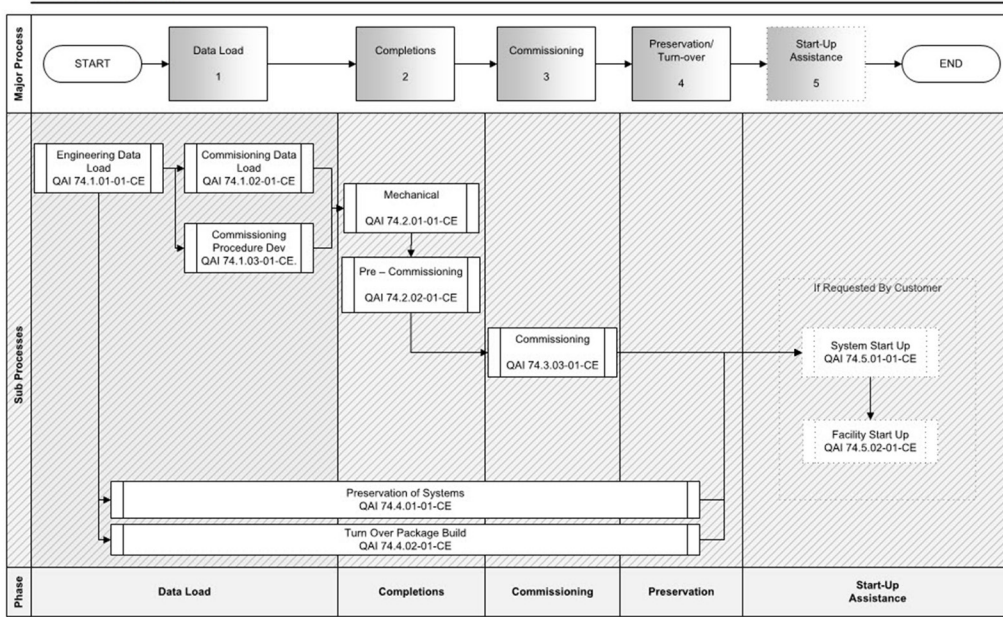 Major Process
START
Data Load
1
Completions
2
Commissioning
3
Preservation/
Turn-over
4
Start-Up
Assistance
5
END
Sub Processes
Engineering Data
Load
QAI 74.1.01-01-CE
Commisioning Data
Load
QAI 74.1.02-01-CE
Commissioning
Procedure Dev
QAI 74.1.03-01-CE.
Mechanical
QAI 74.2.01-01-CE
Pre – Commissioning
QAI 74.2.02-01-CE
Commissioning
QAI 74.3.03-01-CE
If Requested By Customer
System Start Up
QAI 74.5.01-01-CE
Facility Start Up
QAI 74.5.02-01-CE
Preservation of Systems
QAI 74.4.01-01-CE
Turn Over Package Build
QAI 74.4.02-01-CE
Phase
Data Load
Completions
Commissioning
Preservation
Start-Up
Assistance